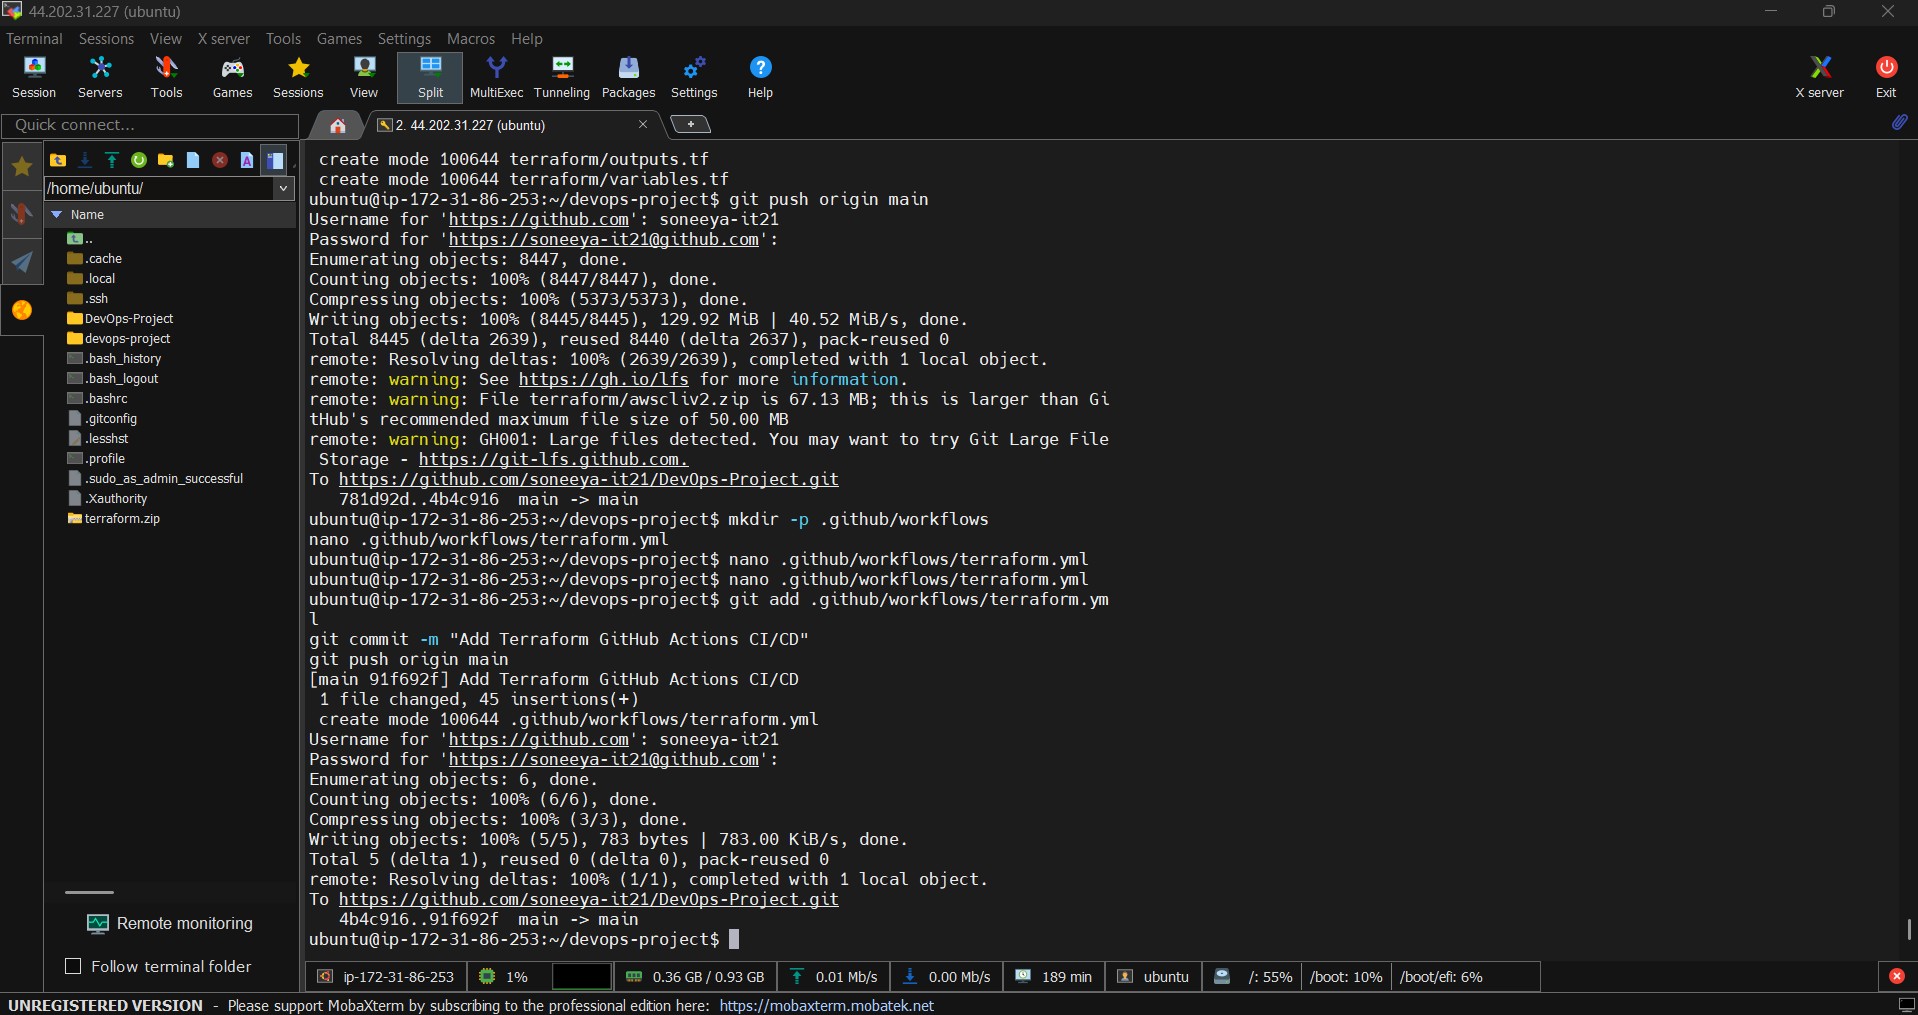 44.202.31.227 (ubuntu)
Terminal Sessions View X server Tools Games Settings Macros Help
Session Servers Tools Games Sessions View Split MultiExec Tunneling Packages Settings Help X server Exit
Quick connect...
2. 44.202.31.227 (ubuntu)
/home/ubuntu/
Name
..
.cache
.local
.ssh
DevOps-Project
devops-project
.bash_history
.bash_logout
.bashrc
.gitconfig
.lesshst
.profile
.sudo_as_admin_successful
.Xauthority
terraform.zip
Remote monitoring
Follow terminal folder
create mode 100644 terraform/outputs.tf
create mode 100644 terraform/variables.tf
ubuntu@ip-172-31-86-253:~/devops-project$ git push origin main
Username for 'https://github.com': soneeya-it21
Password for 'https://soneeya-it21@github.com':
Enumerating objects: 8447, done.
Counting objects: 100% (8447/8447), done.
Compressing objects: 100% (5373/5373), done.
Writing objects: 100% (8445/8445), 129.92 MiB | 40.52 MiB/s, done.
Total 8445 (delta 2639), reused 8440 (delta 2637), pack-reused 0
remote: Resolving deltas: 100% (2639/2639), completed with 1 local object.
remote: warning: See https://gh.io/lfs for more information.
remote: warning: File terraform/awscliv2.zip is 67.13 MB; this is larger than Gi
tHub's recommended maximum file size of 50.00 MB
remote: warning: GH001: Large files detected. You may want to try Git Large File
Storage - https://git-lfs.github.com.
To https://github.com/soneeya-it21/DevOps-Project.git
781d92d..4b4c916 main -> main
ubuntu@ip-172-31-86-253:~/devops-project$ mkdir -p .github/workflows
nano .github/workflows/terraform.yml
ubuntu@ip-172-31-86-253:~/devops-project$ nano .github/workflows/terraform.yml
ubuntu@ip-172-31-86-253:~/devops-project$ nano .github/workflows/terraform.yml
ubuntu@ip-172-31-86-253:~/devops-project$ git add .github/workflows/terraform.ym
l
git commit -m "Add Terraform GitHub Actions CI/CD"
git push origin main
[main 91f692f] Add Terraform GitHub Actions CI/CD
1 file changed, 45 insertions(+)
create mode 100644 .github/workflows/terraform.yml
Username for 'https://github.com': soneeya-it21
Password for 'https://soneeya-it21@github.com':
Enumerating objects: 6, done.
Counting objects: 100% (6/6), done.
Compressing objects: 100% (3/3), done.
Writing objects: 100% (5/5), 783 bytes | 783.00 KiB/s, done.
Total 5 (delta 1), reused 0 (delta 0), pack-reused 0
remote: Resolving deltas: 100% (1/1), completed with 1 local object.
To https://github.com/soneeya-it21/DevOps-Project.git
4b4c916..91f692f main -> main
ubuntu@ip-172-31-86-253:~/devops-project$
ip-172-31-86-253 1% 0.36 GB / 0.93 GB 0.01 Mb/s 0.00 Mb/s 189 min ubuntu /: 55% /boot: 10% /boot/efi: 6%
UNREGISTERED VERSION - Please support MobaXterm by subscribing to the professional edition here: https://mobaxterm.mobatek.net